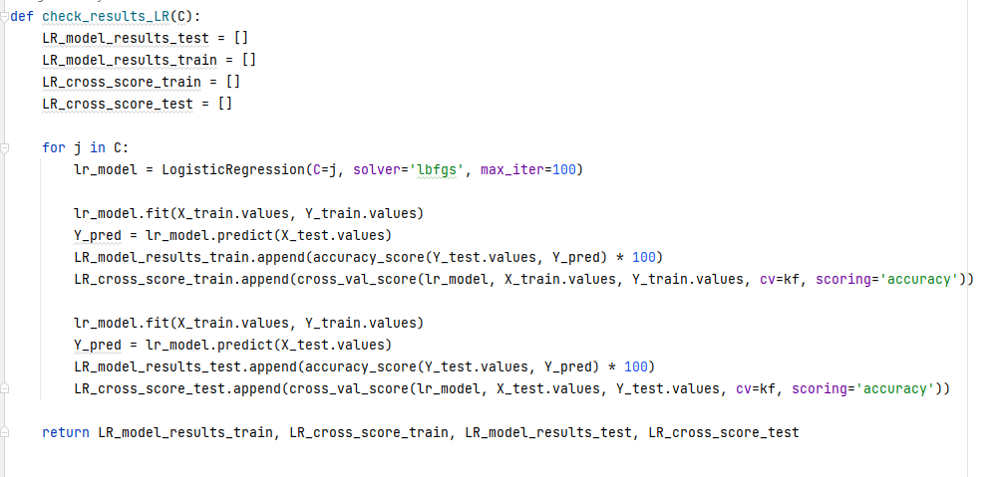 def check_results_LR(C):
    LR_model_results_test = []
    LR_model_results_train = []
    LR_cross_score_train = []
    LR_cross_score_test = []

    for j in C:
        lr_model = LogisticRegression(C=j, solver='lbfgs', max_iter=100)

        lr_model.fit(X_train.values, Y_train.values)
        Y_pred = lr_model.predict(X_test.values)
        LR_model_results_train.append(accuracy_score(Y_test.values, Y_pred) * 100)
        LR_cross_score_train.append(cross_val_score(lr_model, X_train.values, Y_train.values, cv=kf, scoring='accuracy'))

        lr_model.fit(X_train.values, Y_train.values)
        Y_pred = lr_model.predict(X_test.values)
        LR_model_results_test.append(accuracy_score(Y_test.values, Y_pred) * 100)
        LR_cross_score_test.append(cross_val_score(lr_model, X_test.values, Y_test.values, cv=kf, scoring='accuracy'))

    return LR_model_results_train, LR_cross_score_train, LR_model_results_test, LR_cross_score_test